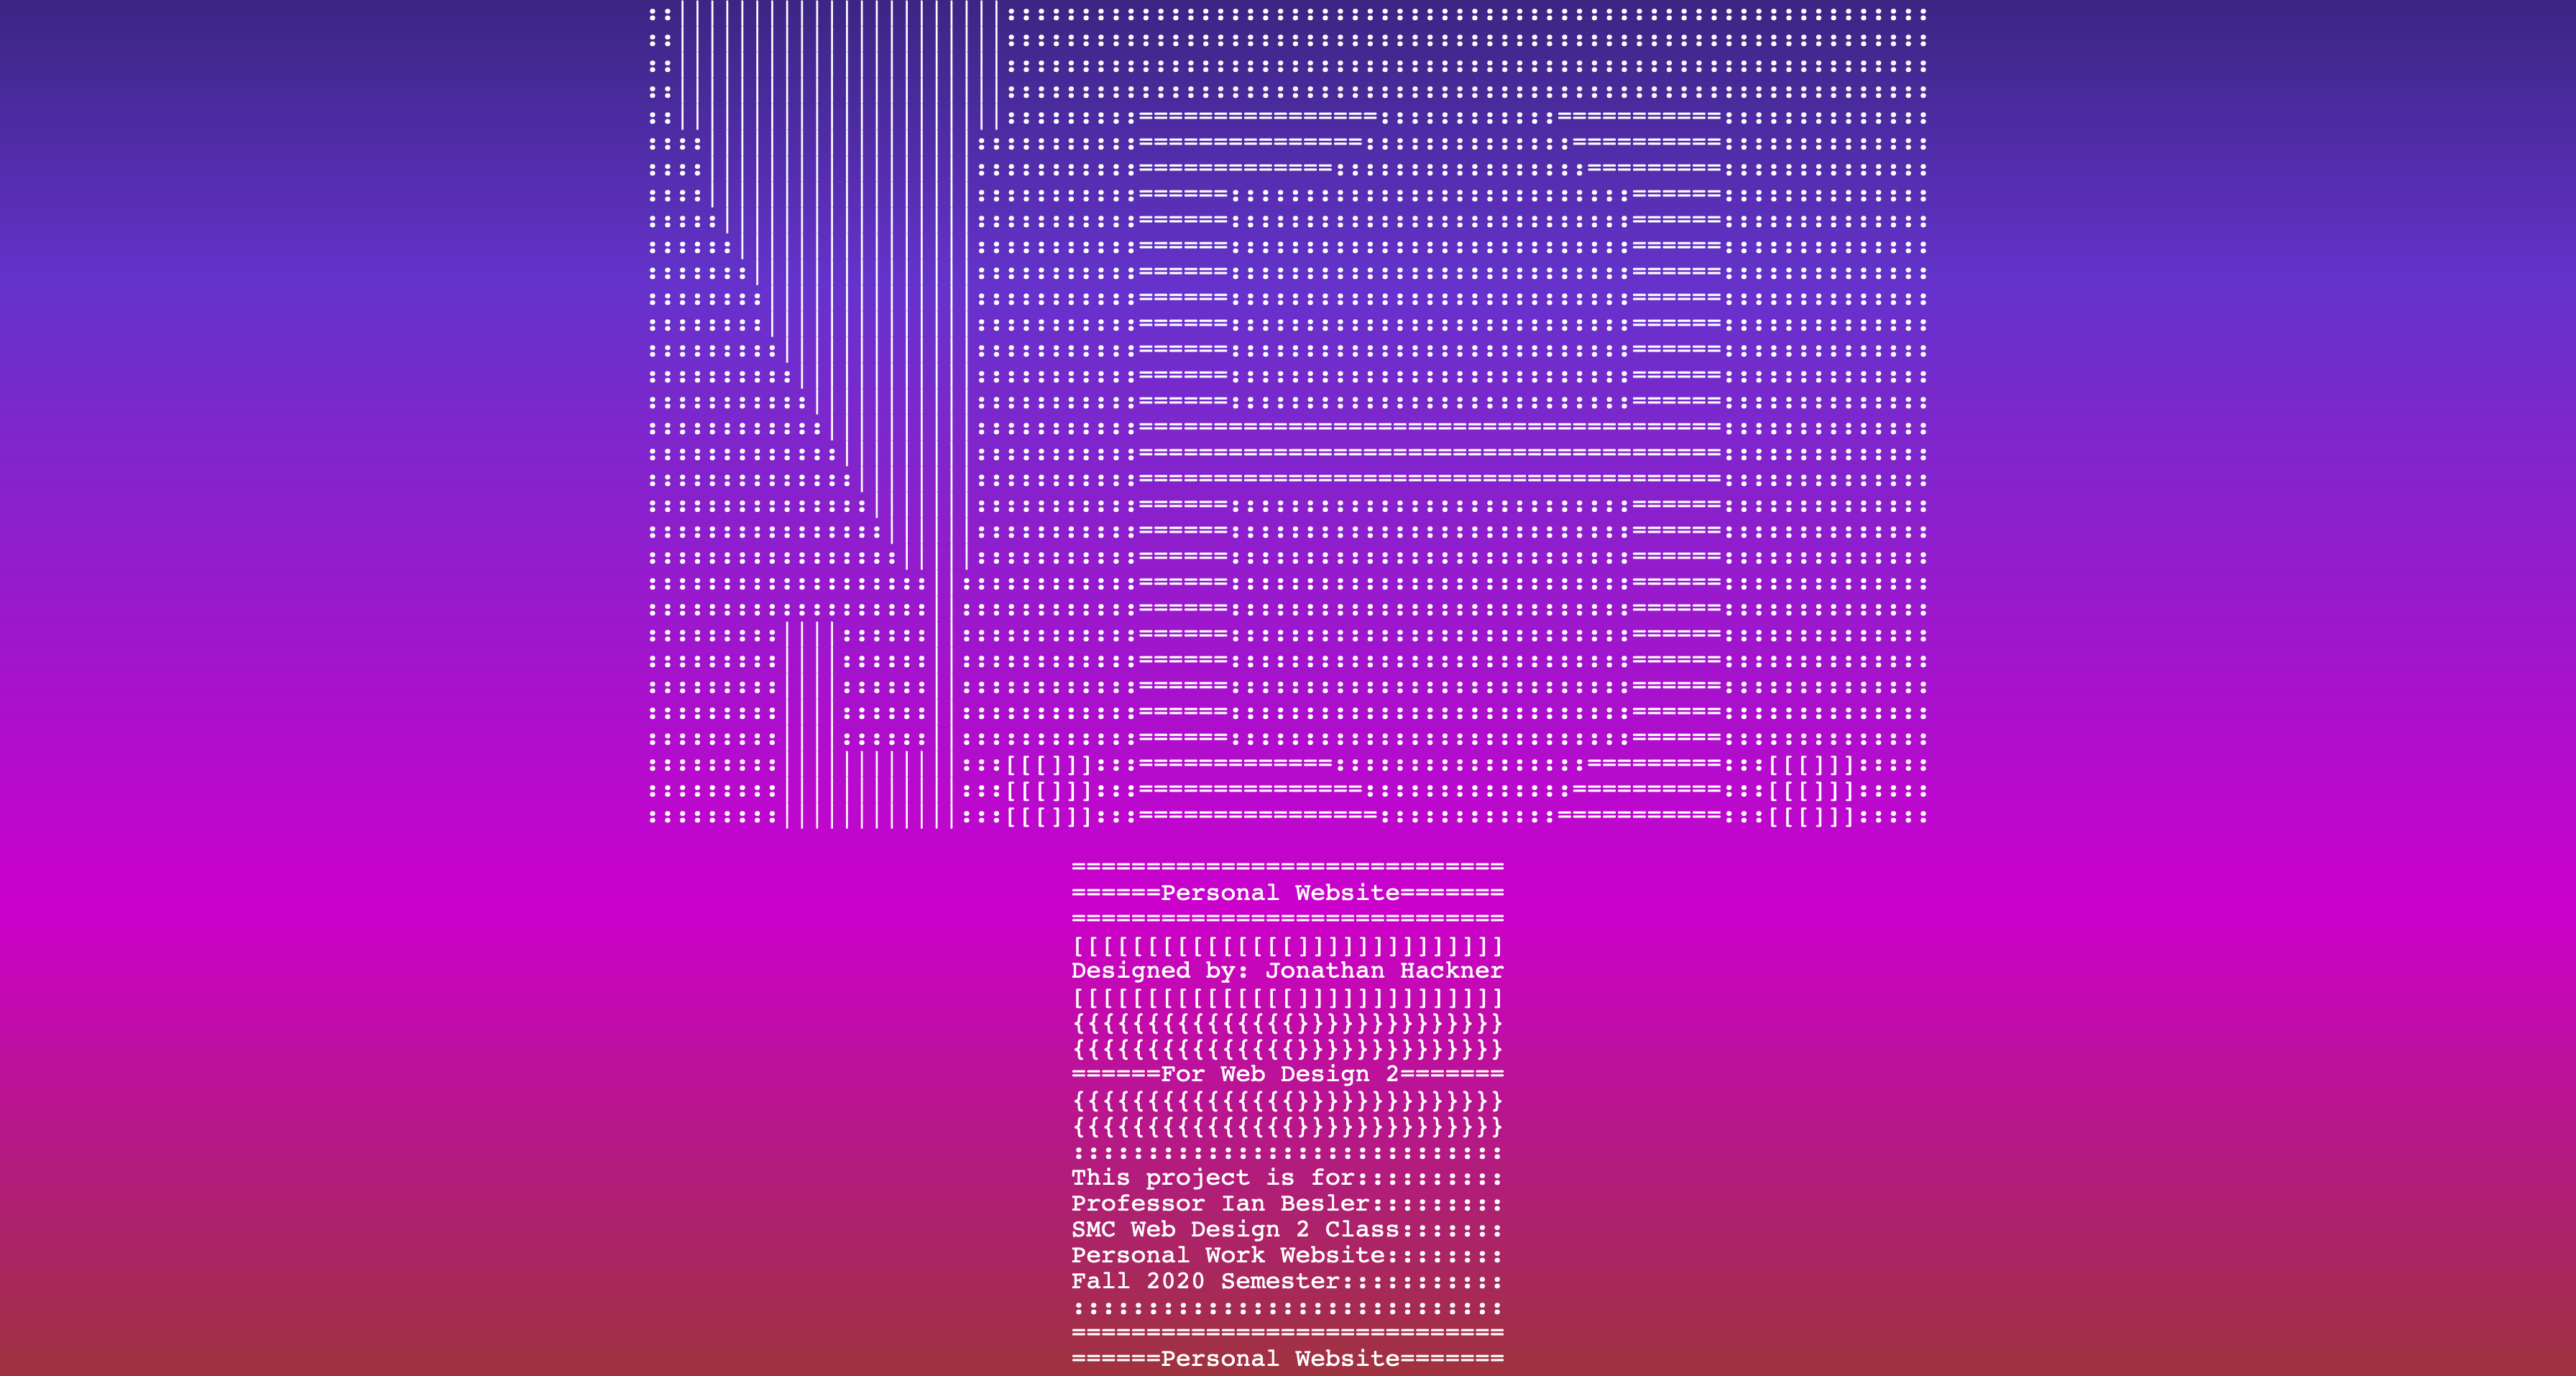 =============================
======Personal Website=======
=============================
[[[[[[[[[[[[[[[]]]]]]]]]]]]]]
Designed by: Jonathan Hackner
[[[[[[[[[[[[[[[]]]]]]]]]]]]]]
{{{{{{{{{{{{{{{}}}}}}}}}}}}}}
{{{{{{{{{{{{{{{}}}}}}}}}}}}}}
======For Web Design 2=======
{{{{{{{{{{{{{{{}}}}}}}}}}}}}}
{{{{{{{{{{{{{{{}}}}}}}}}}}}}}
:::::::::::::::::::::::::::::
This project is for::::::::::
Professor Ian Besler:::::::::
SMC Web Design 2 Class:::::::
Personal Work Website::::::::
Fall 2020 Semester:::::::::::
:::::::::::::::::::::::::::::
=============================
======Personal Website=======